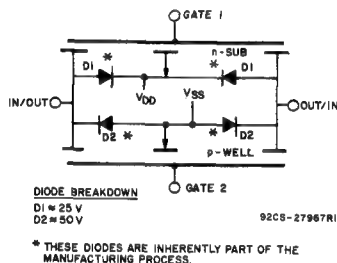 GATE 1
n-SUB
D1 * * D1
IN/OUT VDD VSS OUT/IN
D2 * * D2
p-WELL
GATE 2
DIODE BREAKDOWN
D1 ≈ 25 V
D2 ≈ 50 V
92CS-27967R1
* THESE DIODES ARE INHERENTLY PART OF THE
MANUFACTURING PROCESS.